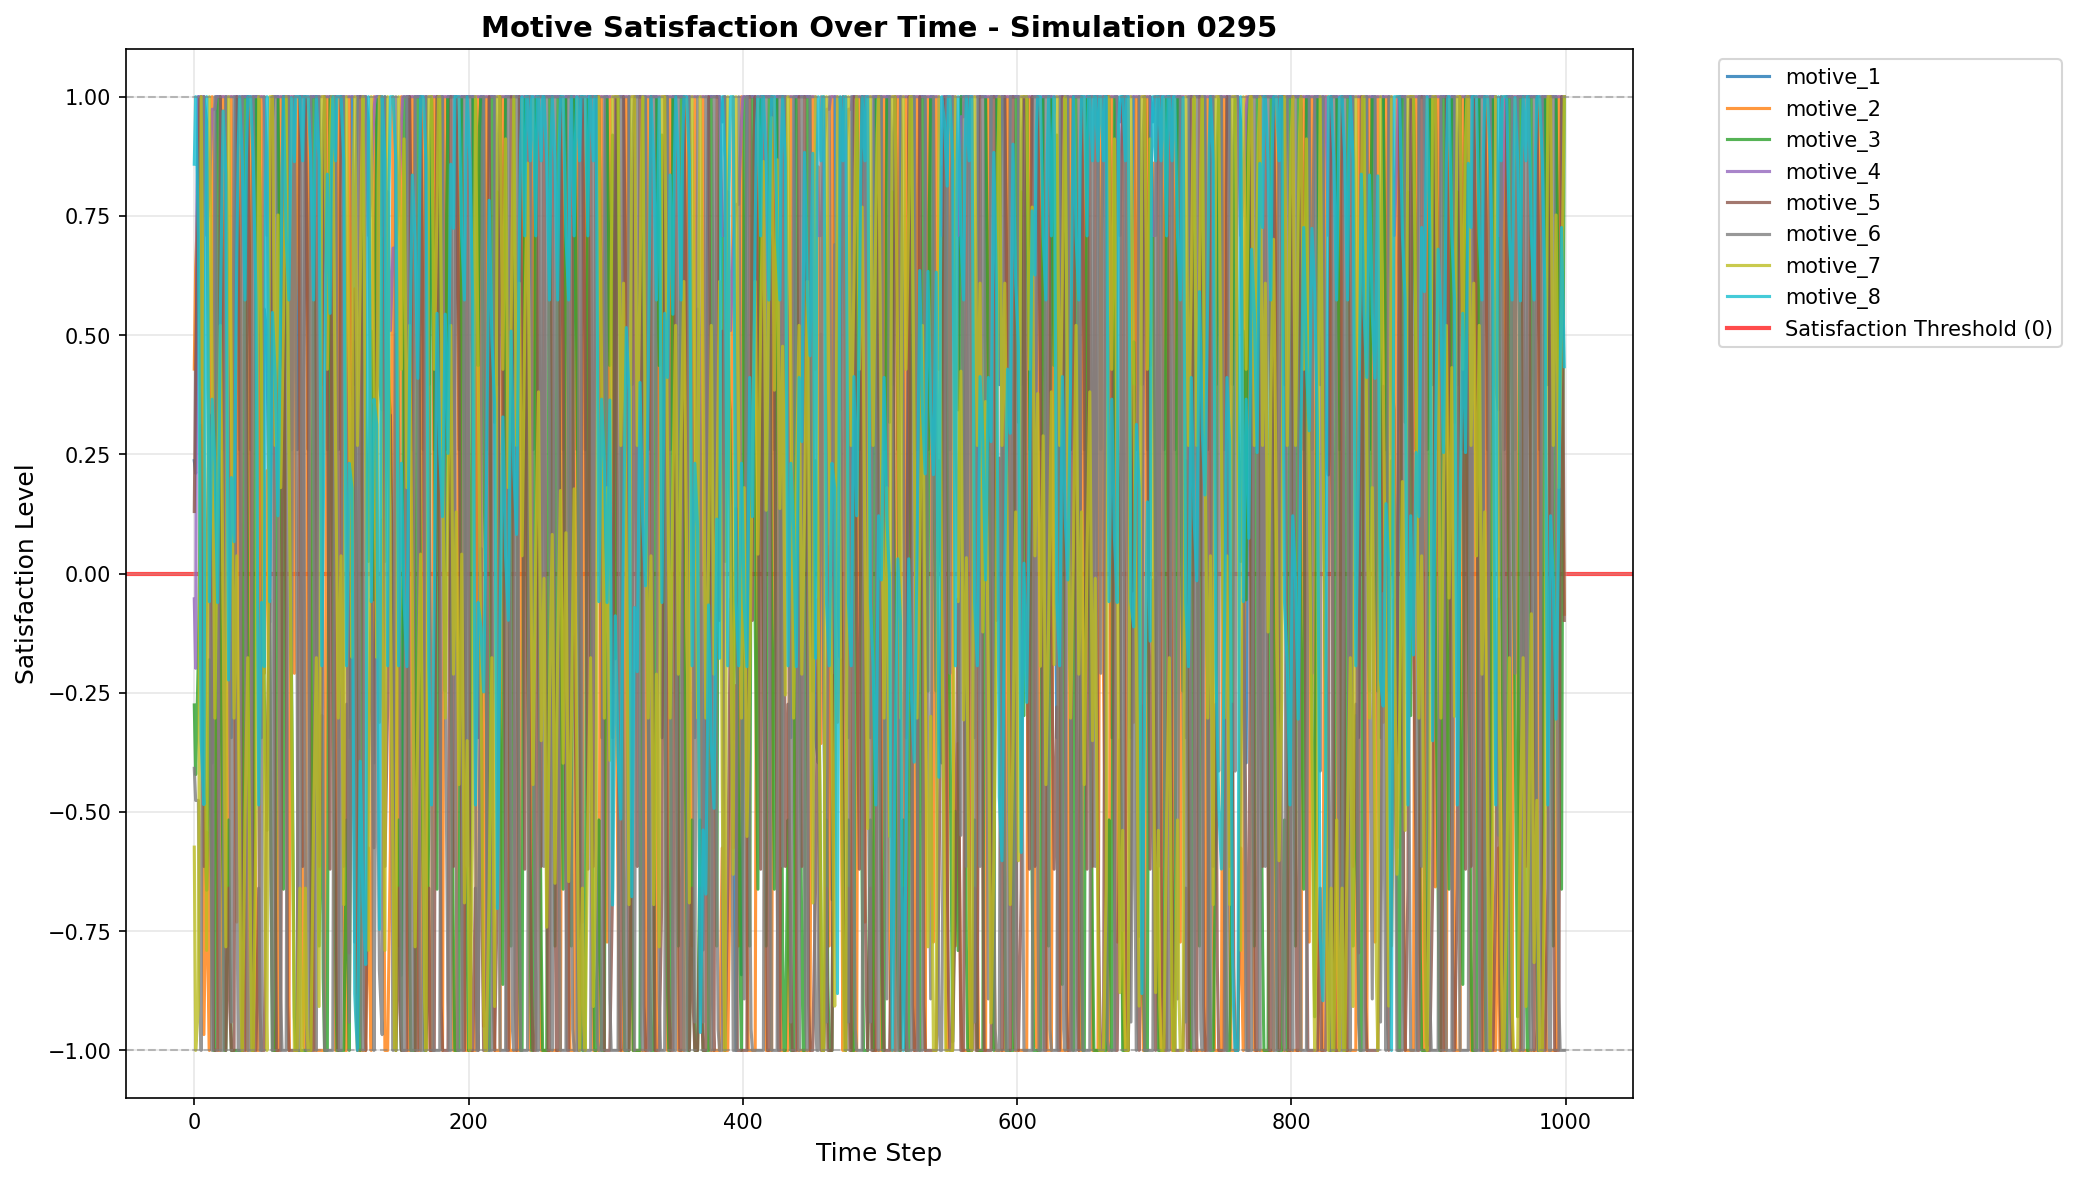 Motive Satisfaction Over Time - Simulation 0295
1.00
0.75
0.50
0.25
0.00
−0.25
−0.50
−0.75
−1.00
Satisfaction Level
0 200 400 600 800 1000
Time Step
motive_1
motive_2
motive_3
motive_4
motive_5
motive_6
motive_7
motive_8
Satisfaction Threshold (0)